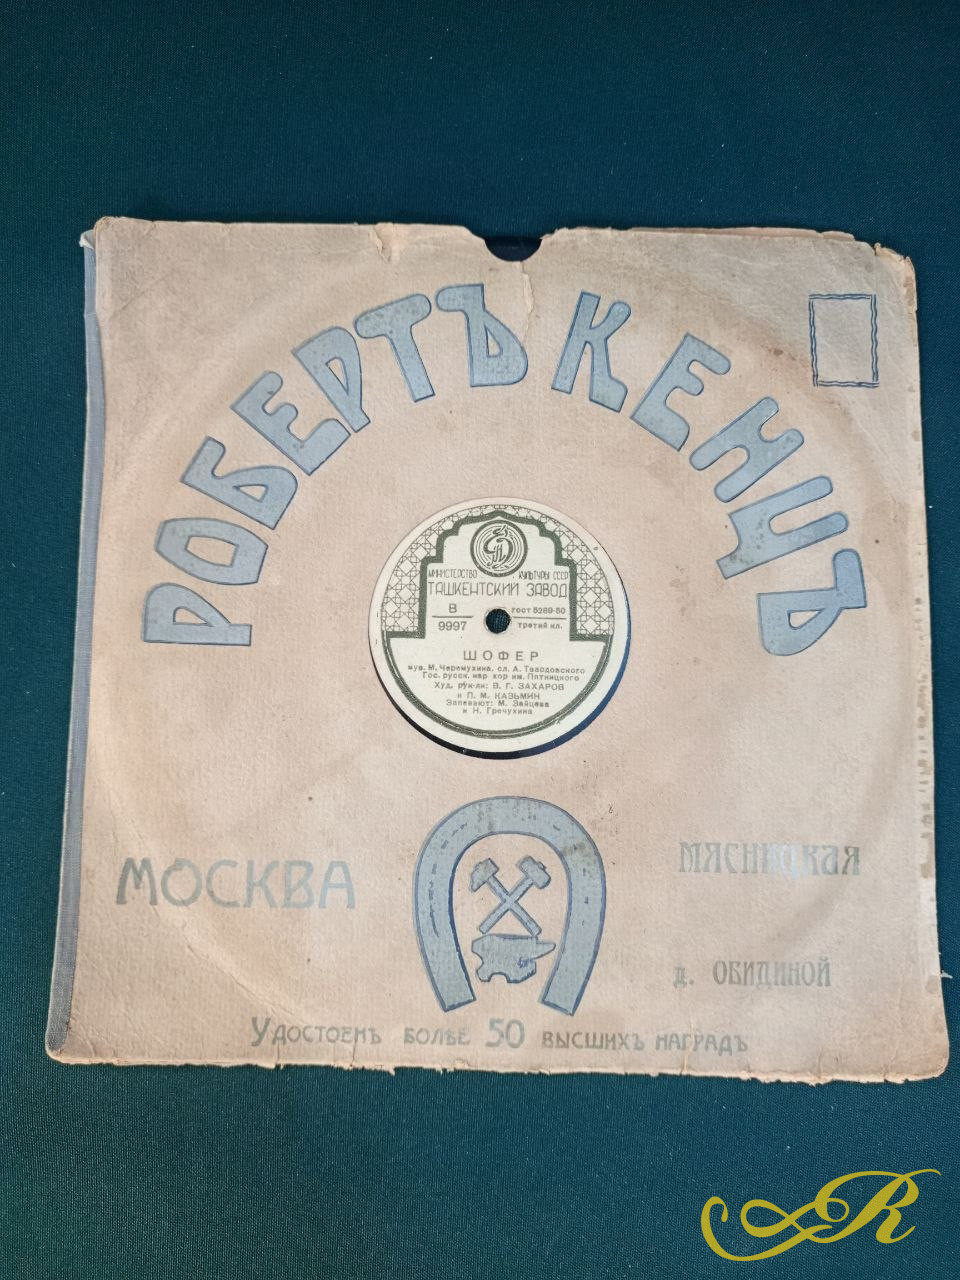 РОБЕРТЪ КЕНЦЪ
МИНИСТЕРСТВО КУЛЬТУРЫ СССР
ТАШКЕНТСКИЙ ЗАВОД
В
9997
ГОСТ 5289-50
третий кл.
ШОФЕР
муз. М. Черемухина, сл. А. Твардовского
Гос. русск. нар. хор им. Пятницкого
Худ. рук-ли: В. Г. ЗАХАРОВ
и П. М. КАЗЬМИН
Запевают: М. Зайцева
и Н. Гречухина
МОСКВА
МЯСНИЦКАЯ
д. ОБИДИНОЙ
УДОСТОЕНЪ БОЛѢЕ 50 ВЫСШИХЪ НАГРАДЪ
R